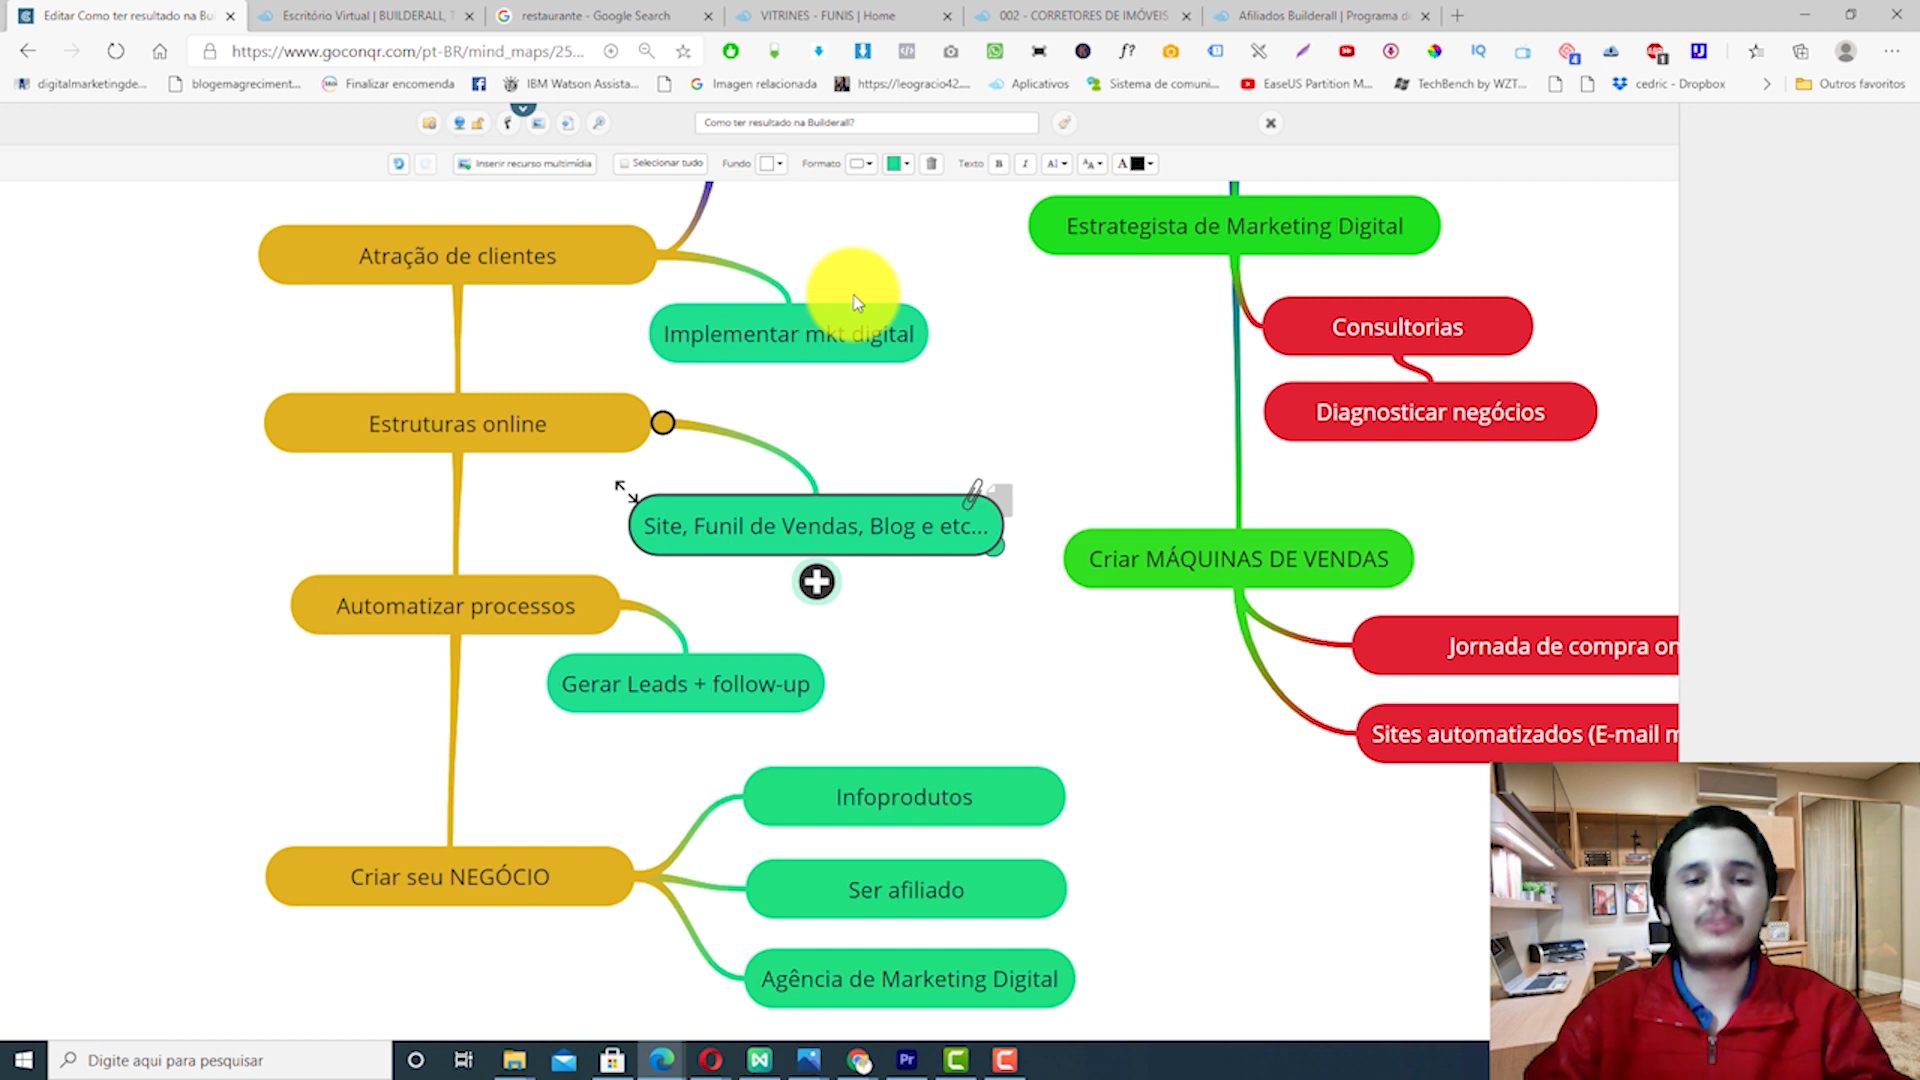 Editar Como ter resultado na Bui
Escritório Virtual | BUILDERALL, T
restaurante - Google Search
VITRINES - FUNIS | Home
002 - CORRETORES DE IMÓVEIS
Afiliados Builderall | Programa de
https://www.goconqr.com/pt-BR/mind_maps/25...
f?
IQ
digitalmarketingde...
blogemagreciment...
Finalizar encomenda
IBM Watson Assista...
Imagen relacionada
https://leogracio42....
Aplicativos
Sistema de comuni...
EaseUS Partition M...
TechBench by WZT...
cedric - Dropbox
Outros favoritos
Como ter resultado na Builderall?
Inserir recurso multimídia
Selecionar tudo
Fundo
Formato
Texto
B
I
AI
A
Atração de clientes
Implementar mkt digital
Estruturas online
Site, Funil de Vendas, Blog e etc...
Automatizar processos
Gerar Leads + follow-up
Criar seu NEGÓCIO
Infoprodutos
Ser afiliado
Agência de Marketing Digital
Estrategista de Marketing Digital
Consultorias
Diagnosticar negócios
Criar MÁQUINAS DE VENDAS
Jornada de compra on
Sites automatizados (E-mail m
Digite aqui para pesquisar
Pr